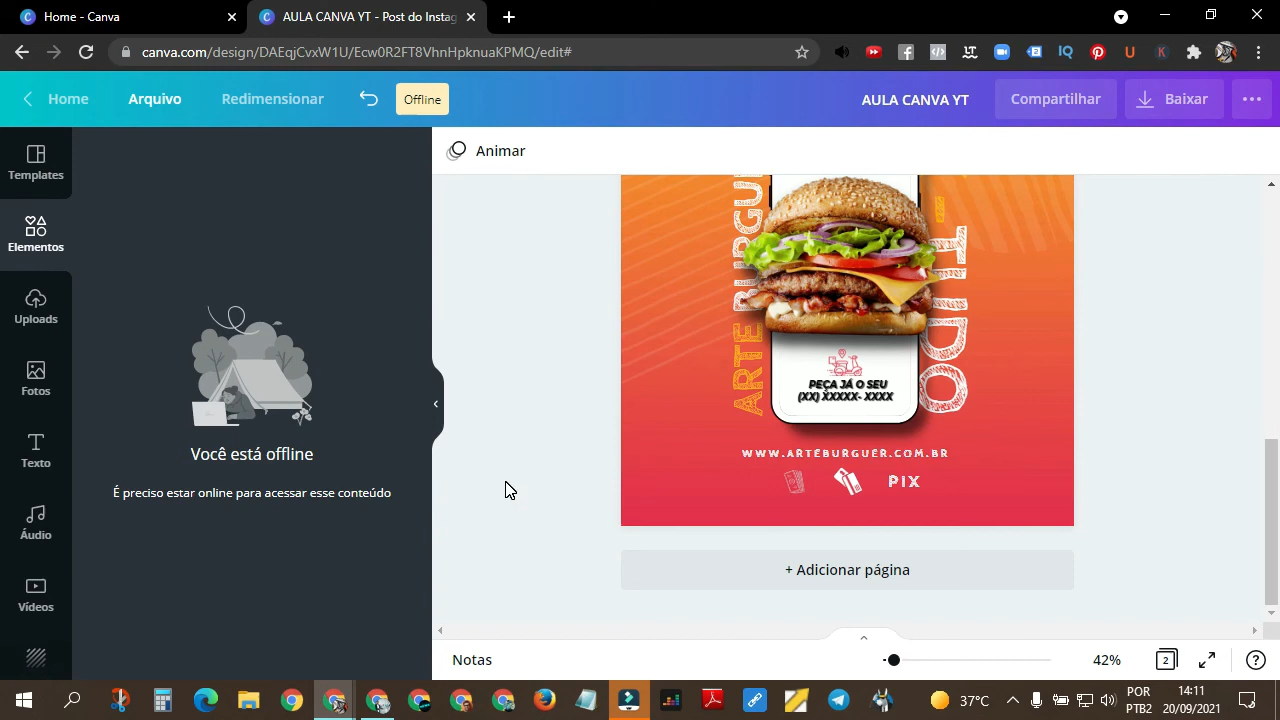 Home - Canva
AULA CANVA YT - Post do Instag
canva.com/design/DAEqjCvxW1U/Ecw0R2FT8VhnHpknuaKPMQ/edit#
Home
Arquivo
Redimensionar
Offline
AULA CANVA YT
Compartilhar
Baixar
Templates
Elementos
Uploads
Fotos
Texto
Áudio
Vídeos
Animar
Você está offline
É preciso estar online para acessar esse conteúdo
ARTE BURGU
PEÇA JÁ O SEU
(XX) XXXXX- XXXX
WWW.ARTEBURGUER.COM.BR
PIX
+ Adicionar página
Notas
42%
2
37°C
POR
PTB2
14:11
20/09/2021